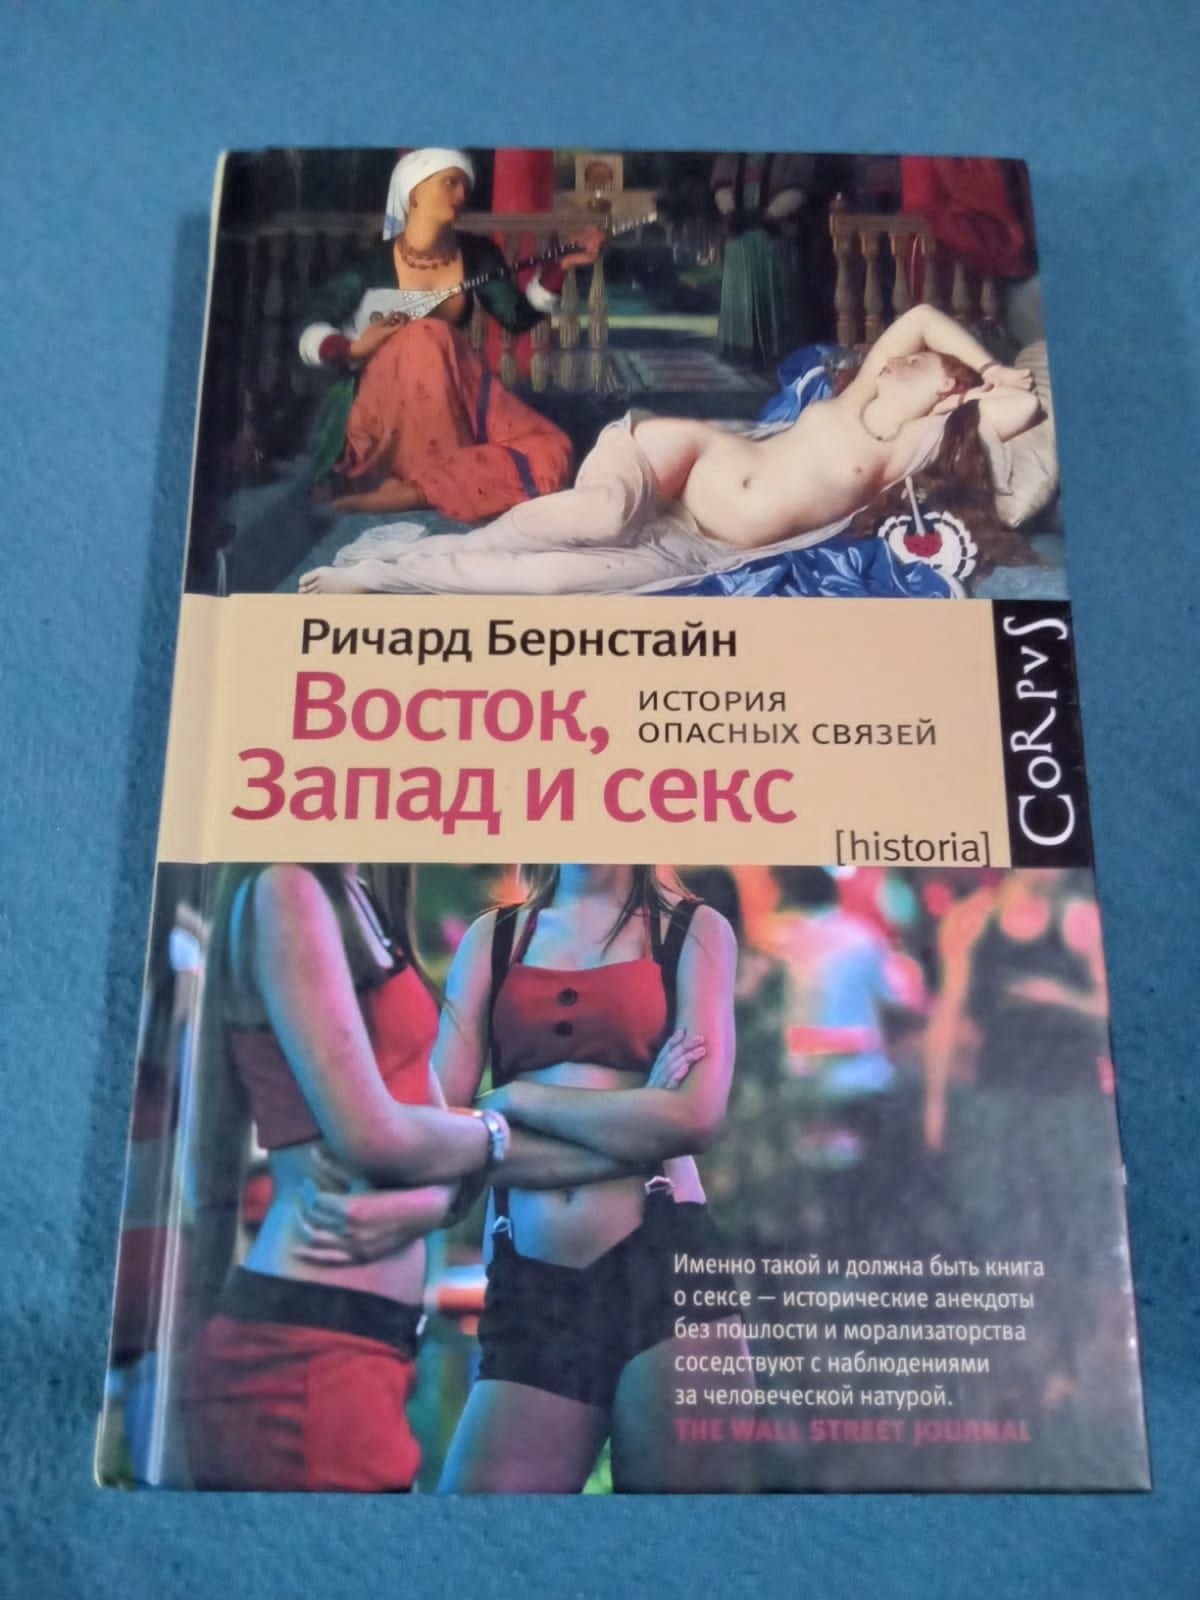 Ричард Бернстайн
Восток,
Запад и секс
ИСТОРИЯ
ОПАСНЫХ СВЯЗЕЙ
[historia]
CORPVS
Именно такой и должна быть книга
о сексе — исторические анекдоты
без пошлости и морализаторства
соседствуют с наблюдениями
за человеческой натурой.
THE WALL STREET JOURNAL